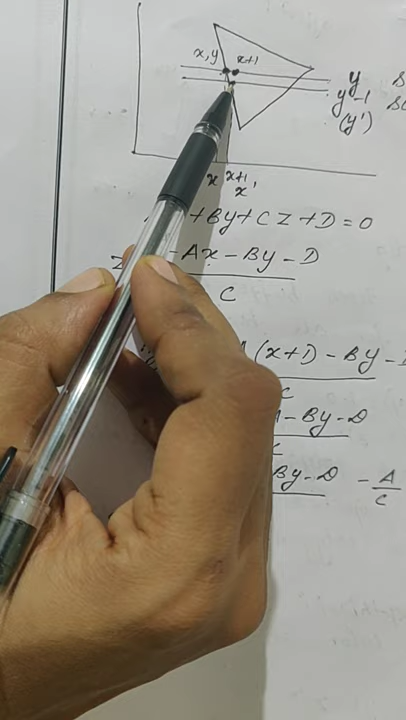 x, y x+1
y S
y-1
(y')
x x+1
x'
+By+CZ+D=0
-Ax-By-D
C
(x+1)-By-
C
-By-D
By-D - A
C